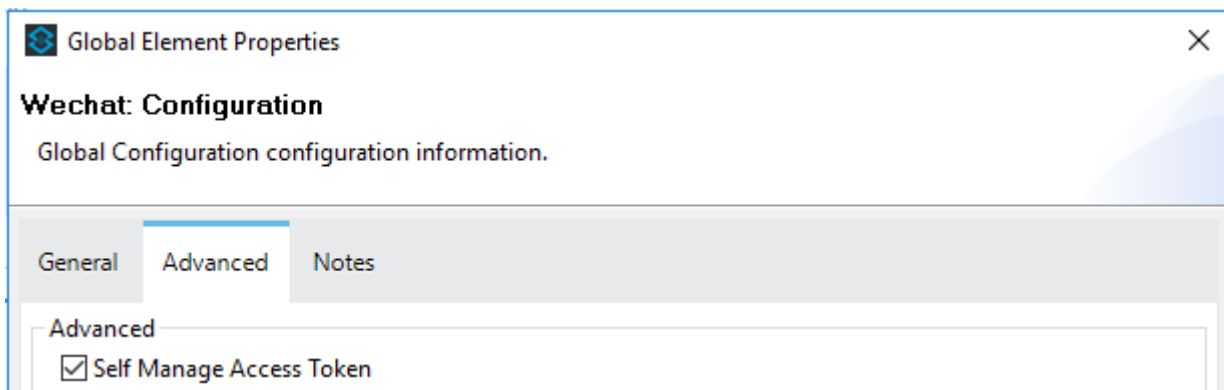 Global Element Properties
Wechat: Configuration
Global Configuration configuration information.
General Advanced Notes
Advanced
Self Manage Access Token